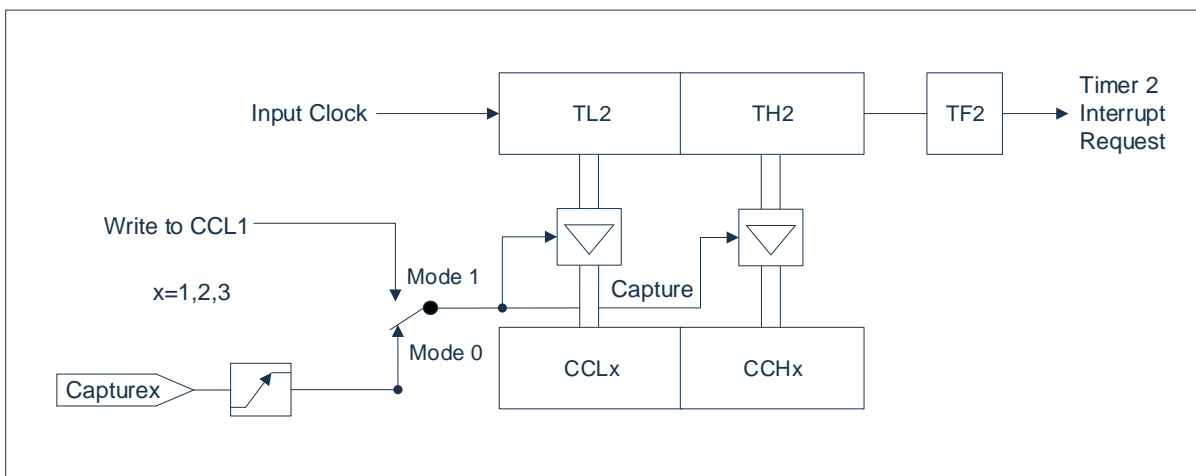 Input Clock
TL2
TH2
TF2
Timer 2
Interrupt
Request
Write to CCL1
x=1,2,3
Mode 1
Capture
Mode 0
Capturex
CCLx
CCHx